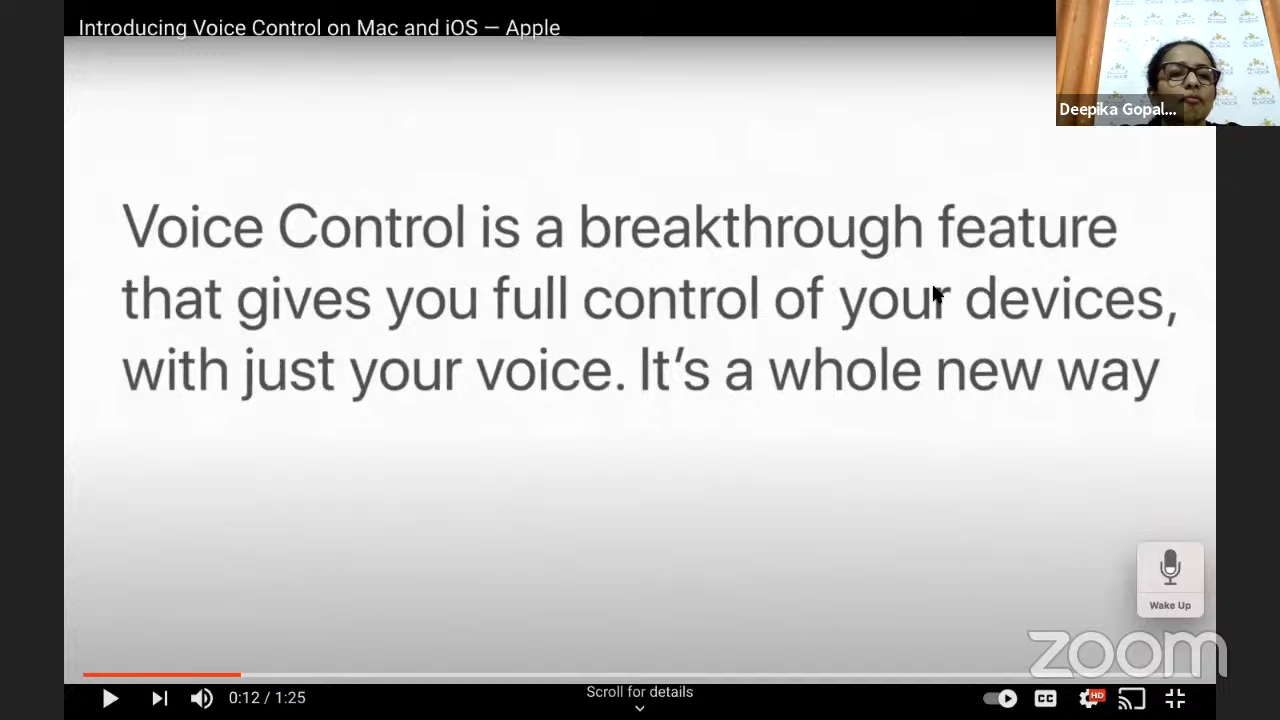 Introducing Voice Control on Mac and iOS — Apple
Deepika Gopal...
Voice Control is a breakthrough feature
that gives you full control of your devices,
with just your voice. It's a whole new way
Wake Up
zoom
0:12 / 1:25
Scroll for details
CC
HD